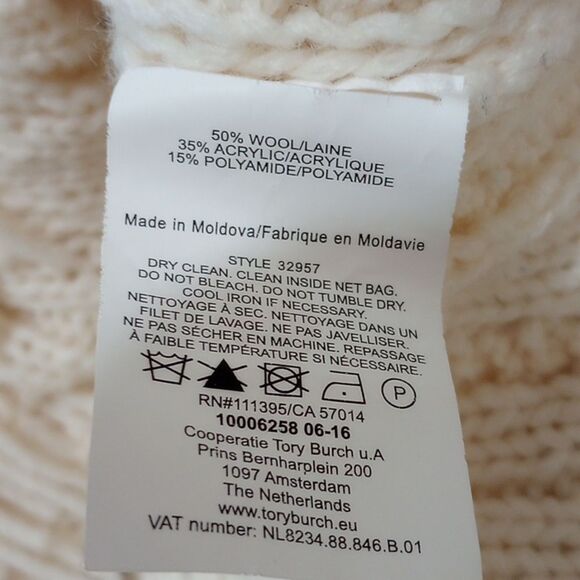 50% WOOL/LAINE
35% ACRYLIC/ACRYLIQUE
15% POLYAMIDE/POLYAMIDE
Made in Moldova/Fabrique en Moldavie
STYLE 32957
DRY CLEAN. CLEAN INSIDE NET BAG.
DO NOT BLEACH. DO NOT TUMBLE DRY.
COOL IRON IF NECESSARY.
NETTOYAGE À SEC. NETTOYAGE DANS UN
FILET DE LAVAGE. NE PAS JAVELLISER.
NE PAS SÉCHER EN MACHINE. REPASSAGE
À FAIBLE TEMPÉRATURE SI NÉCESSAIRE.
P
RN#111395/CA 57014
10006258 06-16
Cooperatie Tory Burch u.A
Prins Bernharplein 200
1097 Amsterdam
The Netherlands
www.toryburch.eu
VAT number: NL8234.88.846.B.01